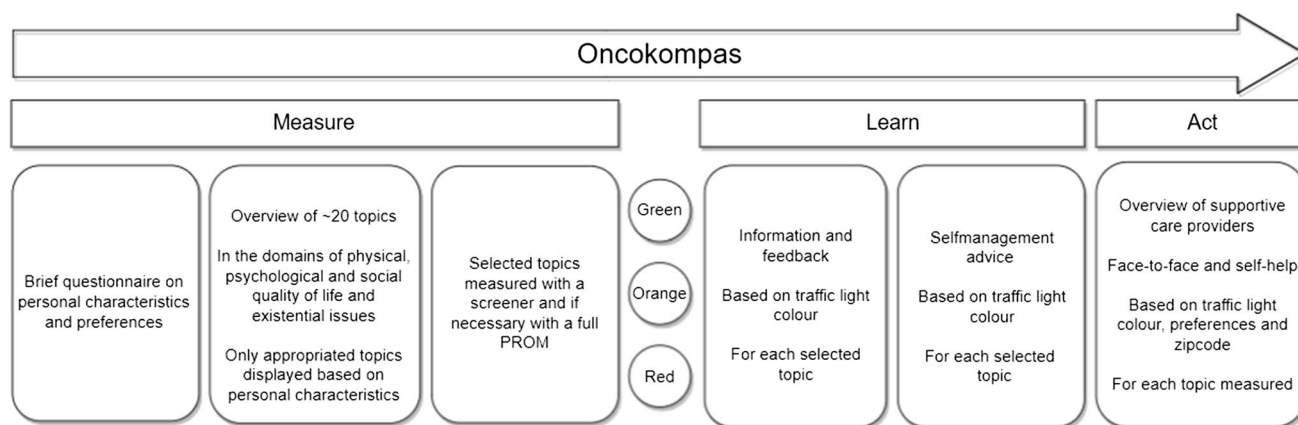 Oncokompas
Measure
Learn
Act
Brief questionnaire on
personal characteristics
and preferences
Overview of ~20 topics
In the domains of physical,
psychological and social
quality of life and
existential issues
Only appropriated topics
displayed based on
personal characteristics
Selected topics
measured with a
screener and if
necessary with a full
PROM
Green
Orange
Red
Information and
feedback
Based on traffic light
colour
For each selected
topic
Selfmanagement
advice
Based on traffic light
colour
For each selected
topic
Overview of supportive
care providers
Face-to-face and self-help
Based on traffic light
colour, preferences and
zipcode
For each topic measured